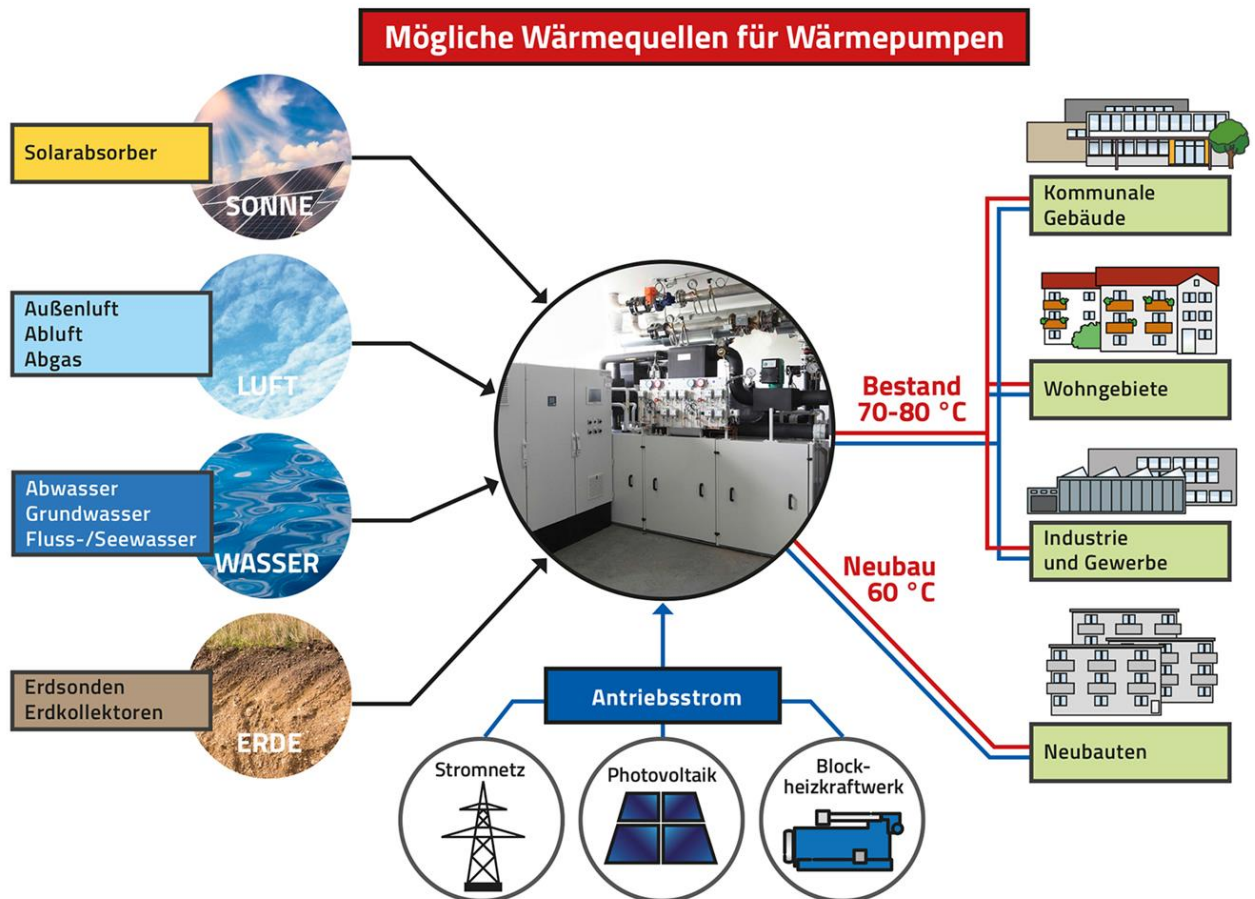 Mögliche Wärmequellen für Wärmepumpen
Solarabsorber
SONNE
Außenluft
Abluft
Abgas
LUFT
Abwasser
Grundwasser
Fluss-/Seewasser
WASSER
Erdsonden
Erdkollektoren
ERDE
Bestand
70-80 °C
Neubau
60 °C
Antriebsstrom
Stromnetz
Photovoltaik
Block-
heizkraftwerk
Kommunale
Gebäude
Wohngebiete
Industrie
und Gewerbe
Neubauten